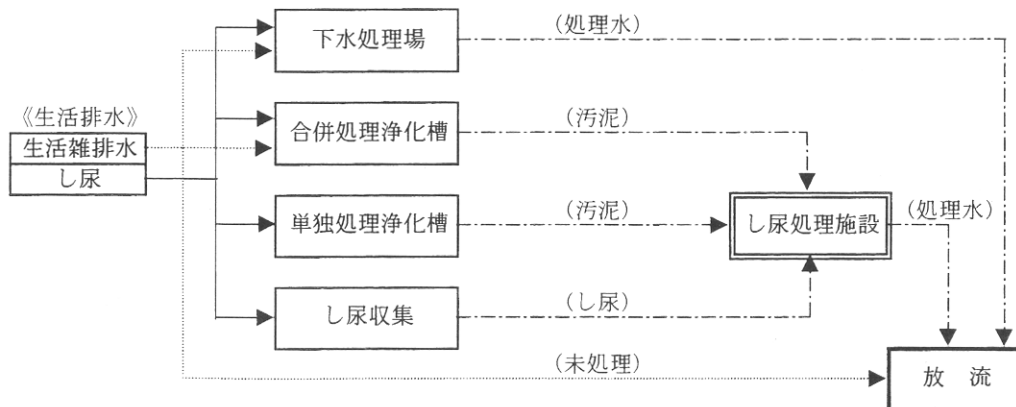 （処理水）
下水処理場
《生活排水》
生活雑排水
し尿
合併処理浄化槽
（汚泥）
単独処理浄化槽
（汚泥）
し尿処理施設
（処理水）
し尿収集
（し尿）
（未処理）
放　流